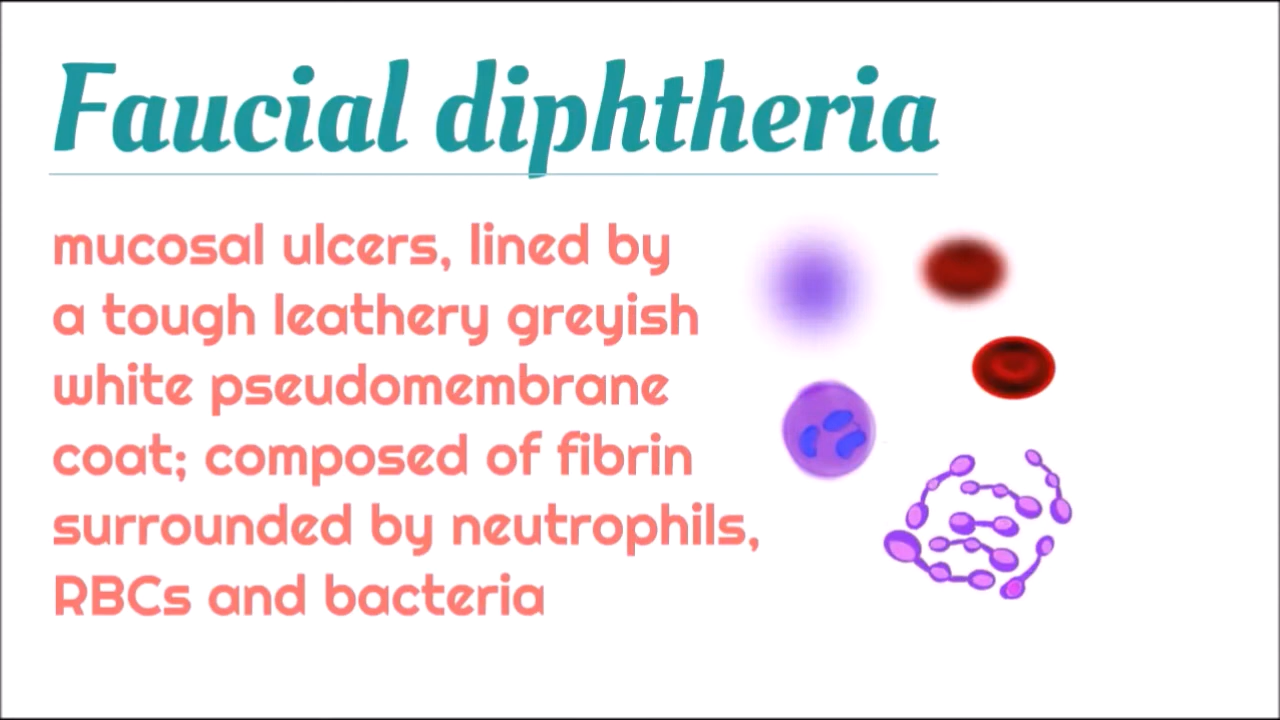 Faucial diphtheria
mucosal ulcers, lined by
a tough leathery greyish
white pseudomembrane
coat; composed of fibrin
surrounded by neutrophils,
RBCs and bacteria